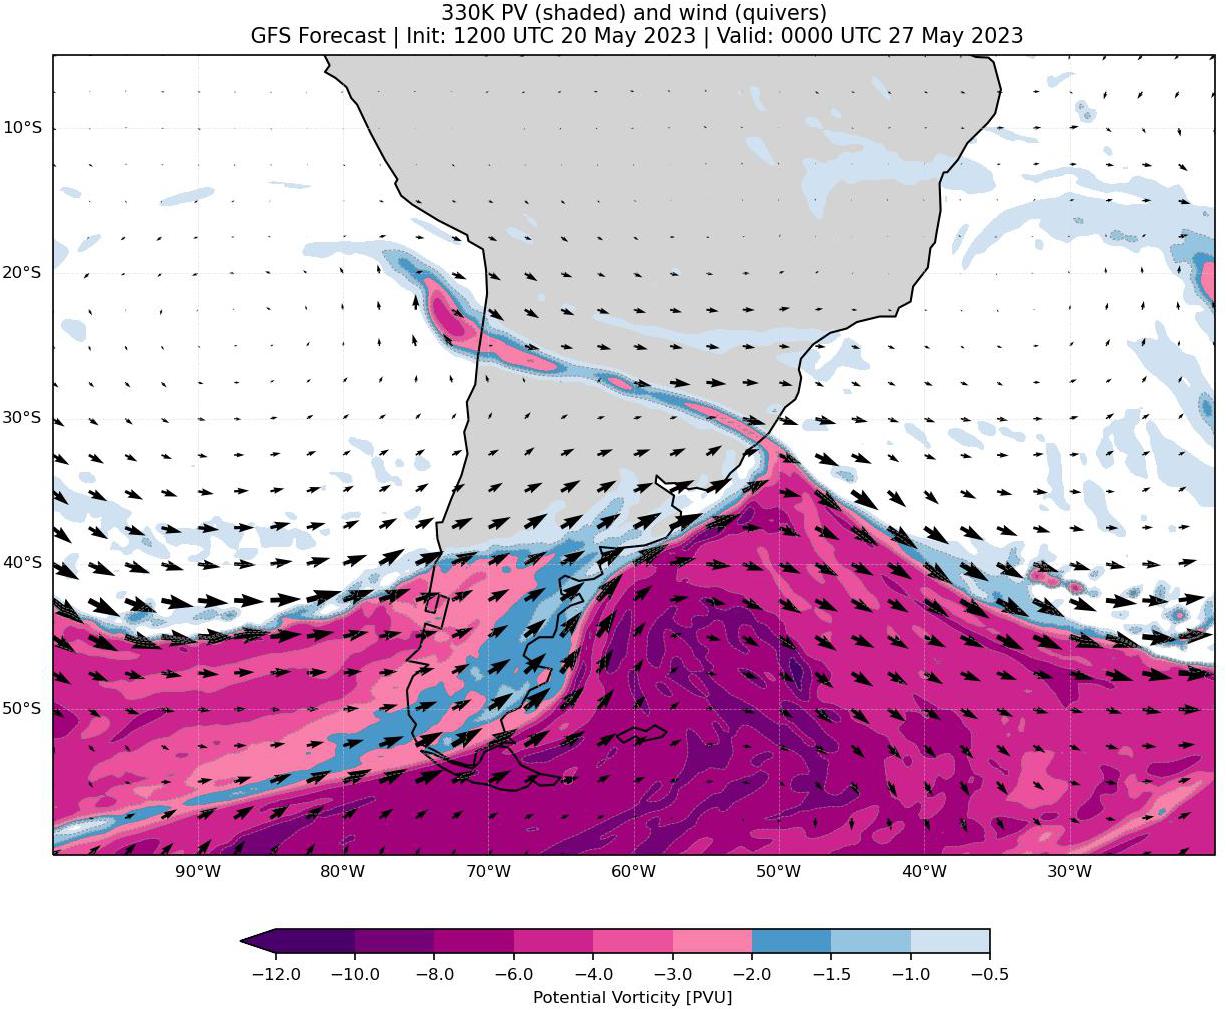 330K PV (shaded) and wind (quivers)
GFS Forecast | Init: 1200 UTC 20 May 2023 | Valid: 0000 UTC 27 May 2023
10°S
20°S
30°S
40°S
50°S
90°W 80°W 70°W 60°W 50°W 40°W 30°W
−12.0 −10.0 −8.0 −6.0 −4.0 −3.0 −2.0 −1.5 −1.0 −0.5
Potential Vorticity [PVU]